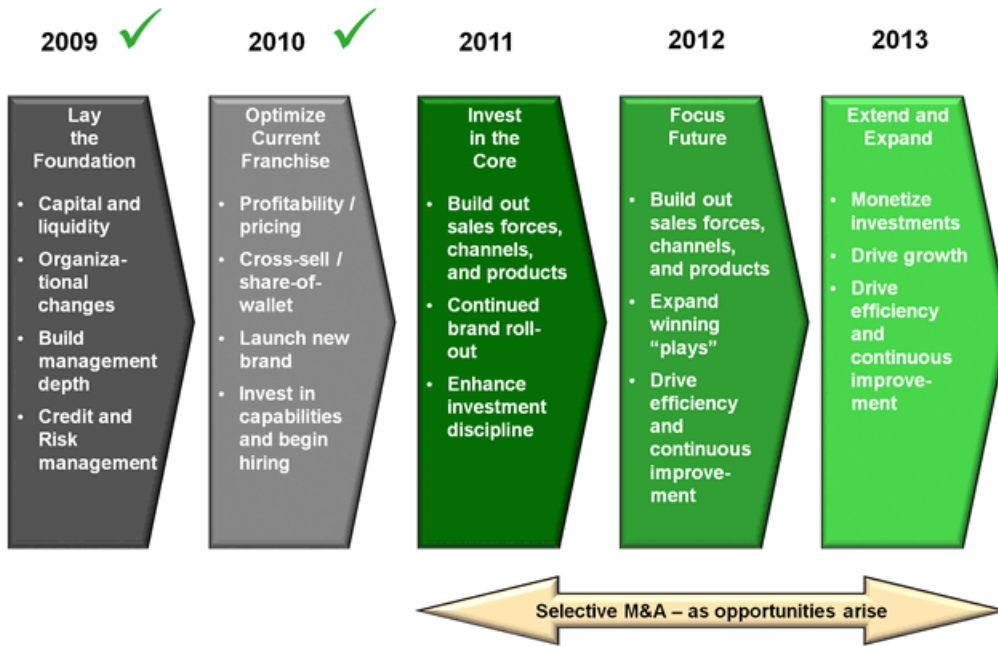 2009
2010
2011
2012
2013
Lay
the
Foundation
• Capital and
liquidity
• Organiza-
tional
changes
• Build
management
depth
• Credit and
Risk
management
Optimize
Current
Franchise
• Profitability /
pricing
• Cross-sell /
share-of-
wallet
• Launch new
brand
• Invest in
capabilities
and begin
hiring
Invest
in the
Core
• Build out
sales forces,
channels,
and products
• Continued
brand roll-
out
• Enhance
investment
discipline
Focus
Future
• Build out
sales forces,
channels,
and products
• Expand
winning
“plays”
• Drive
efficiency
and
continuous
improve-
ment
Extend and
Expand
• Monetize
investments
• Drive growth
• Drive
efficiency
and
continuous
improve-
ment
Selective M&A – as opportunities arise